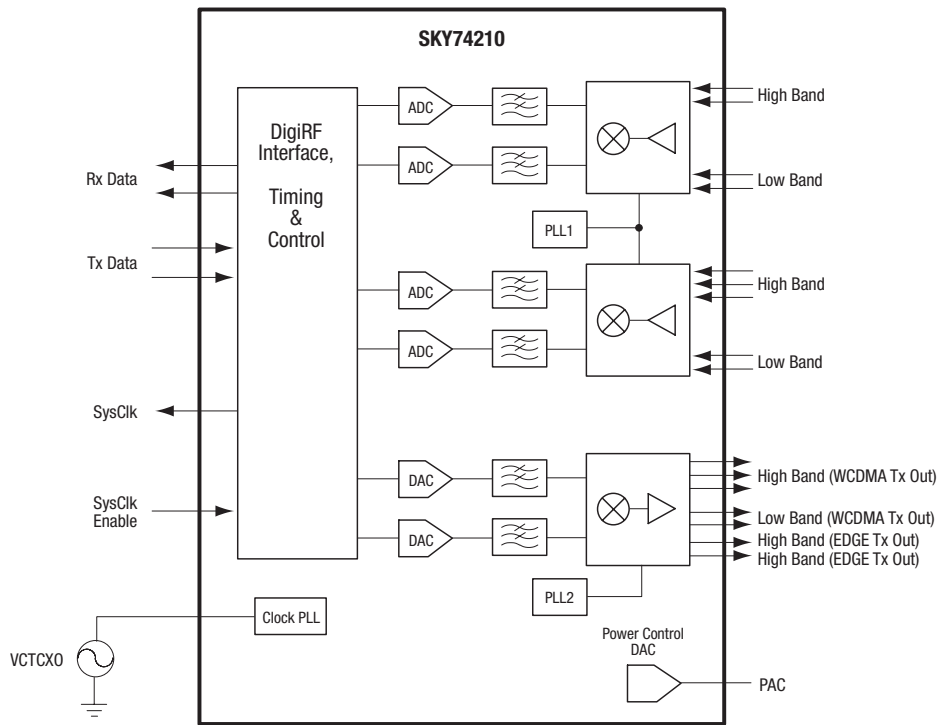 SKY74210
DigiRF
Interface,
Timing
&
Control
Rx Data
Tx Data
SysClk
SysClk
Enable
VCTCXO
ADC
ADC
ADC
ADC
DAC
DAC
PLL1
PLL2
Clock PLL
High Band
Low Band
High Band
Low Band
High Band (WCDMA Tx Out)
Low Band (WCDMA Tx Out)
High Band (EDGE Tx Out)
High Band (EDGE Tx Out)
Power Control
DAC
PAC